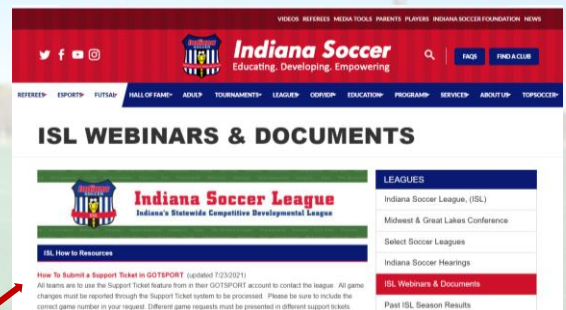 VIDEOS REFEREES MEDIA TOOLS PARENTS PLAYERS INDIANA SOCCER FOUNDATION NEWS
Indiana Soccer
Educating. Developing. Empowering
FAQS FIND A CLUB
REFEREES ESPORTS FUTSAL HALL OF FAME ADULT TOURNAMENTS LEAGUES ODP/IDP EDUCATION PROGRAMS SERVICES ABOUT US TOPSOCCER
ISL WEBINARS & DOCUMENTS
Indiana Soccer League
Indiana's Statewide Competitive Developmental League
ISL How to Resources
How To Submit a Support Ticket in GOTSPORT (updated 7/23/2021)
All teams are to use the Support Ticket feature from in their GOTSPORT account to contact the league. All game
changes must be reported through the Support Ticket system to be processed. Please be sure to include the
correct game number in your request. Different game requests must be presented in different support tickets
LEAGUES
Indiana Soccer League, (ISL)
Midwest & Great Lakes Conference
Select Soccer Leagues
Indiana Soccer Hearings
ISL Webinars & Documents
Past ISL Season Results